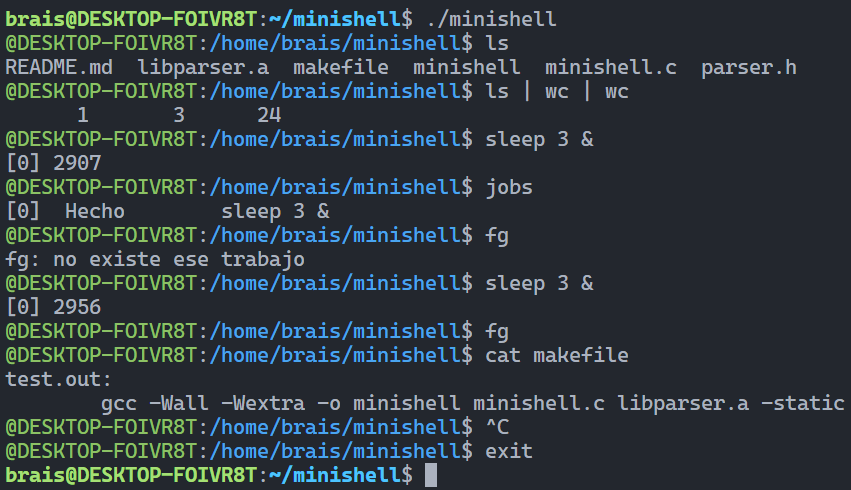 brais@DESKTOP-FOIVR8T:~/minishell$ ./minishell
@DESKTOP-FOIVR8T:/home/brais/minishell$ ls
README.md  libparser.a  makefile  minishell  minishell.c  parser.h
@DESKTOP-FOIVR8T:/home/brais/minishell$ ls | wc | wc
      1       3      24
@DESKTOP-FOIVR8T:/home/brais/minishell$ sleep 3 &
[0] 2907
@DESKTOP-FOIVR8T:/home/brais/minishell$ jobs
[0]  Hecho        sleep 3 &
@DESKTOP-FOIVR8T:/home/brais/minishell$ fg
fg: no existe ese trabajo
@DESKTOP-FOIVR8T:/home/brais/minishell$ sleep 3 &
[0] 2956
@DESKTOP-FOIVR8T:/home/brais/minishell$ fg
@DESKTOP-FOIVR8T:/home/brais/minishell$ cat makefile
test.out:
        gcc -Wall -Wextra -o minishell minishell.c libparser.a -static
@DESKTOP-FOIVR8T:/home/brais/minishell$ ^C
@DESKTOP-FOIVR8T:/home/brais/minishell$ exit
brais@DESKTOP-FOIVR8T:~/minishell$